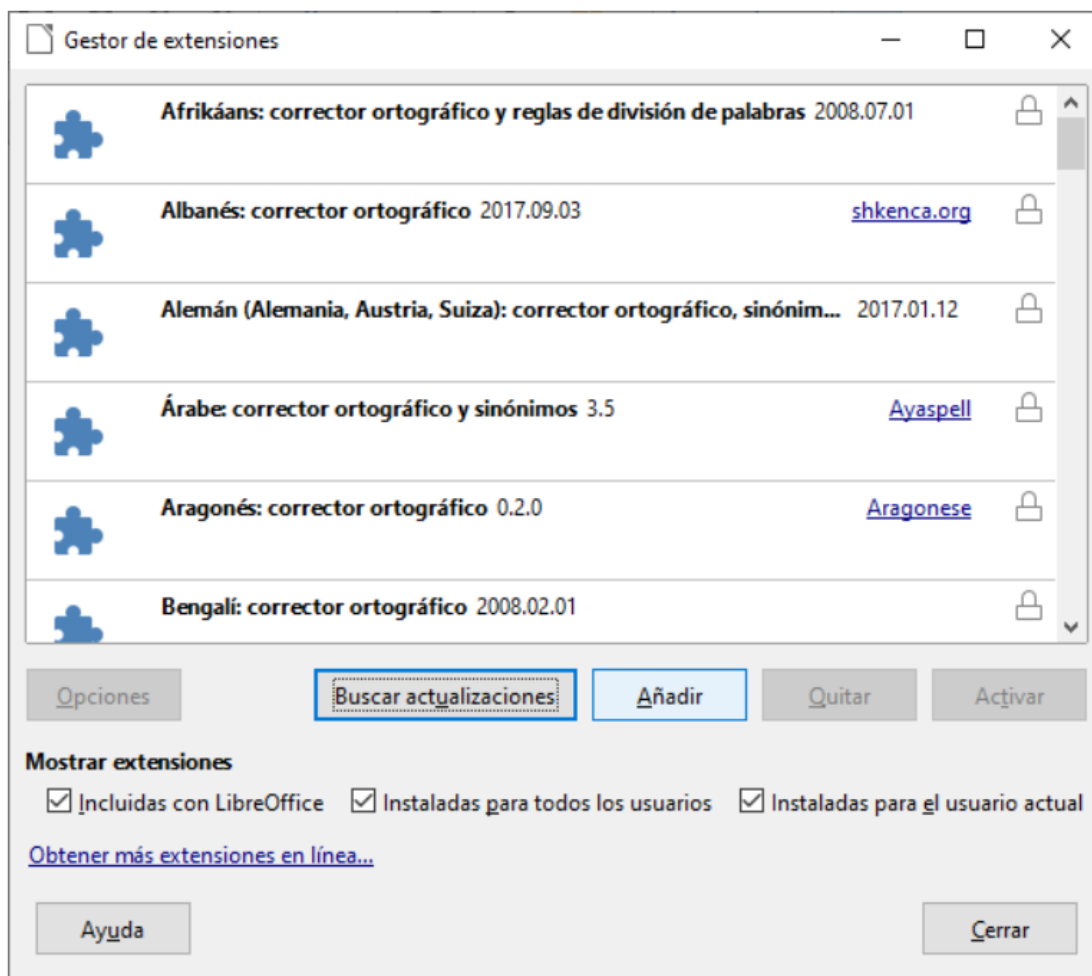 Gestor de extensiones
Afrikáans: corrector ortográfico y reglas de división de palabras 2008.07.01
Albanés: corrector ortográfico 2017.09.03 shkenca.org
Alemán (Alemania, Austria, Suiza): corrector ortográfico, sinónim... 2017.01.12
Árabe: corrector ortográfico y sinónimos 3.5 Ayaspell
Aragonés: corrector ortográfico 0.2.0 Aragonese
Bengalí: corrector ortográfico 2008.02.01
Opciones Buscar actualizaciones Añadir Quitar Activar
Mostrar extensiones
Incluidas con LibreOffice Instaladas para todos los usuarios Instaladas para el usuario actual
Obtener más extensiones en línea...
Ayuda Cerrar